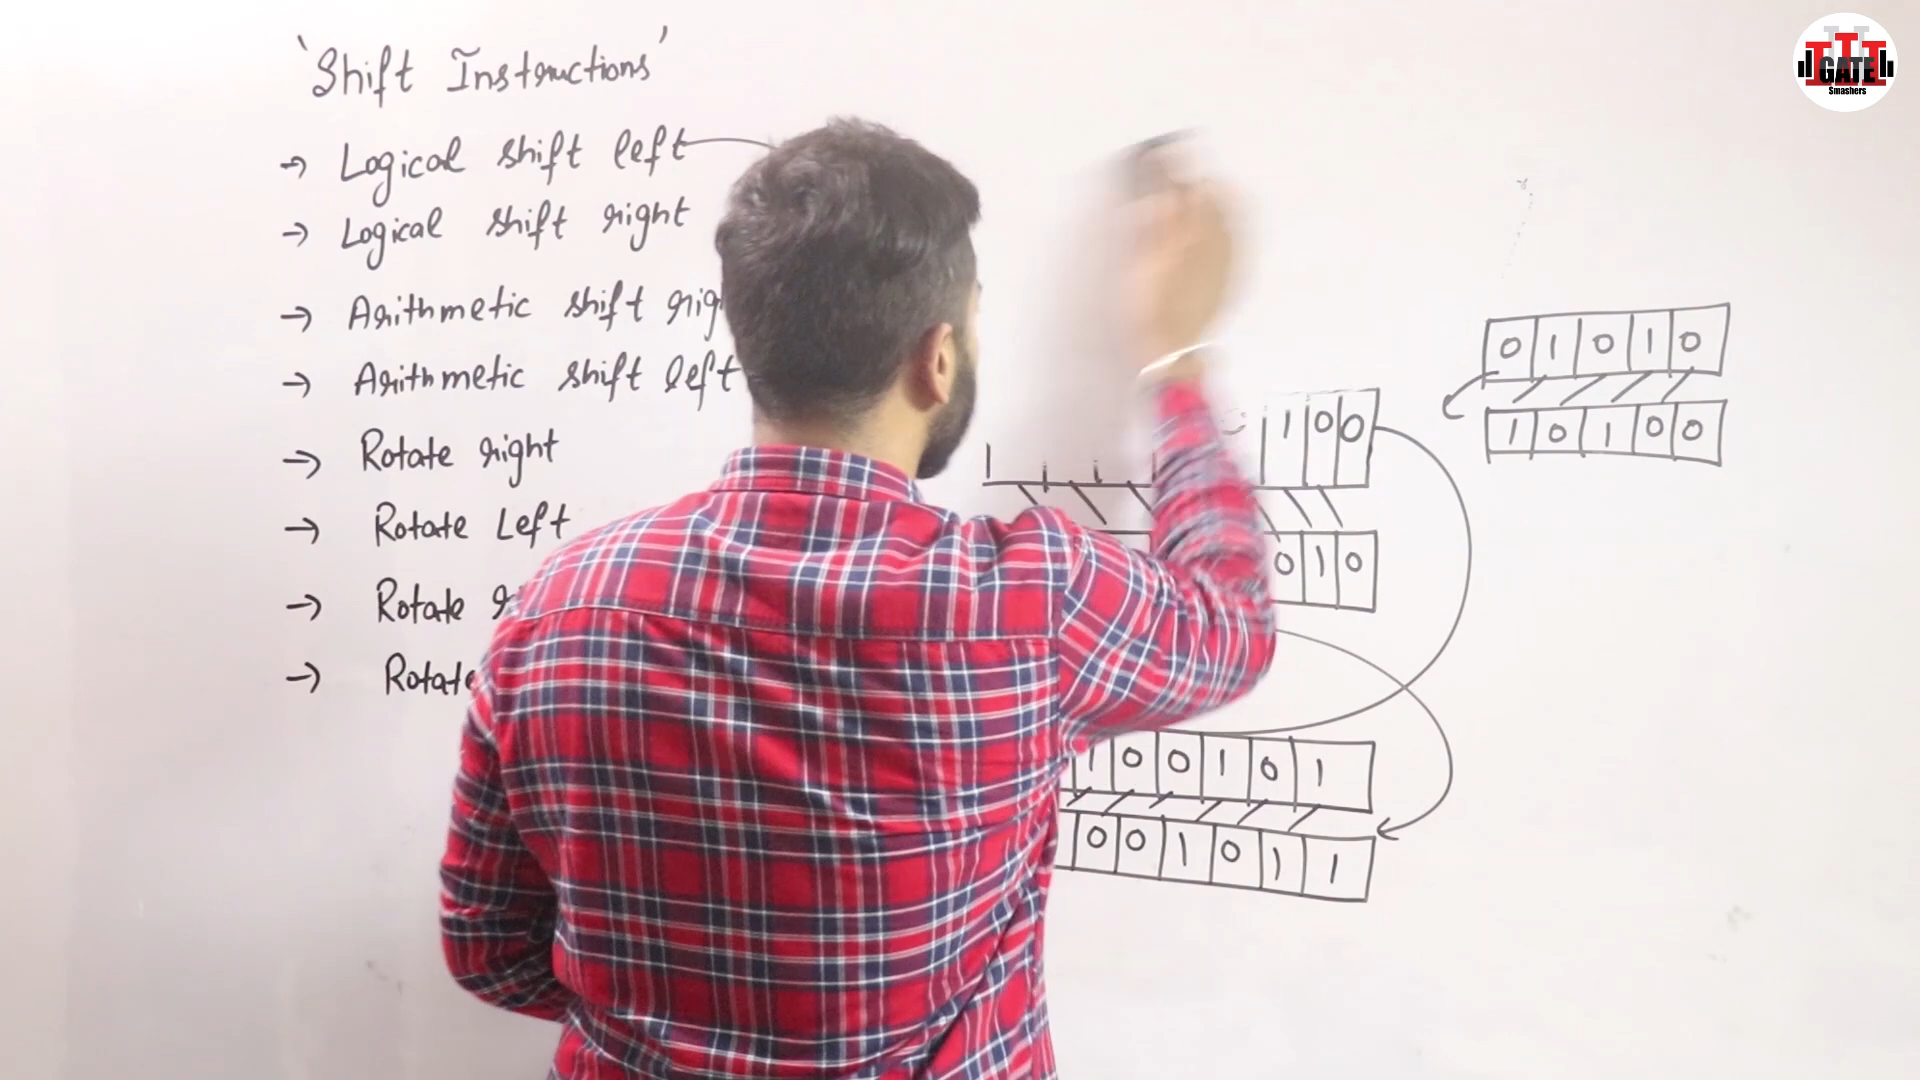 'Shift Instructions'
→ Logical shift left
→ Logical shift right
→ Arithmetic shift
→ Arithmetic shift left
→ Rotate right
→ Rotate Left
→ Rotate
→ Rotate
1 0 0
0 1 0
1 0 0 1 0 1
0 0 1 0 1 1
0 1 0 1 0
1 0 1 0 0
GATE
Smashers